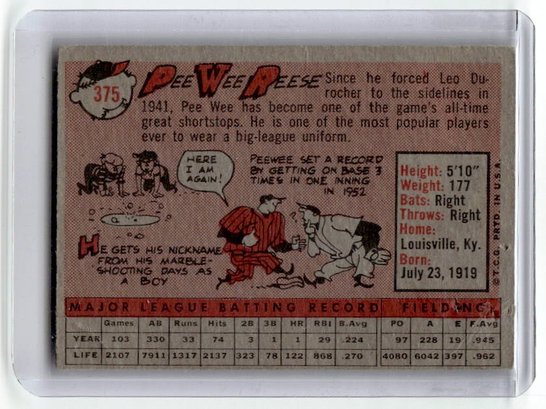 375
PEE WEE REESE
Since he forced Leo Du-
rocher to the sidelines in
1941, Pee Wee has become one of the game's all-time
great shortstops. He is one of the most popular players
ever to wear a big-league uniform.
HERE
I AM
AGAIN!
PEEWEE SET A RECORD
BY GETTING ON BASE 3
TIMES IN ONE INNING
IN 1952
HE GETS HIS NICKNAME
FROM HIS MARBLE-
SHOOTING DAYS AS
A BOY
Height: 5'10"
Weight: 177
Bats: Right
Throws: Right
Home:
Louisville, Ky.
Born:
July 23, 1919
© T.C.G. PRTD. IN U.S.A.
MAJOR LEAGUE BATTING RECORD FIELDING
Games AB Runs Hits 2B 3B HR RBI B.Avg PO A E F.Avg
YEAR 103 330 33 74 3 1 1 29 .224 97 228 19 .945
LIFE 2107 7911 1317 2137 323 78 122 868 .270 4080 6042 397 .962